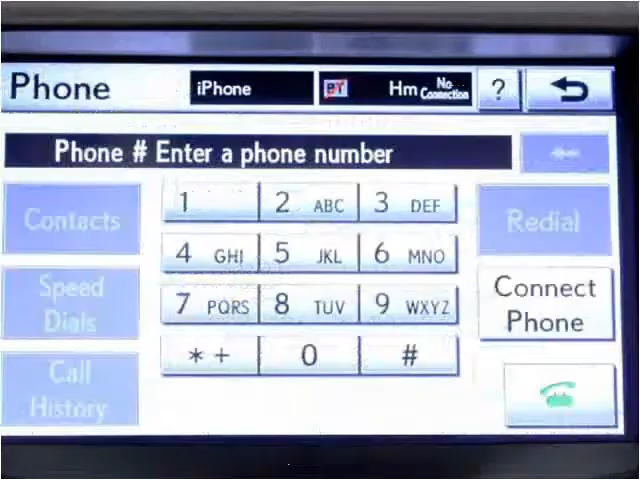 Phone iPhone BT Hm No Connection ?
Phone # Enter a phone number
Contacts
Speed Dials
Call History
1
2 ABC
3 DEF
4 GHI
5 JKL
6 MNO
7 PQRS
8 TUV
9 WXYZ
* +
0
#
Redial
Connect Phone